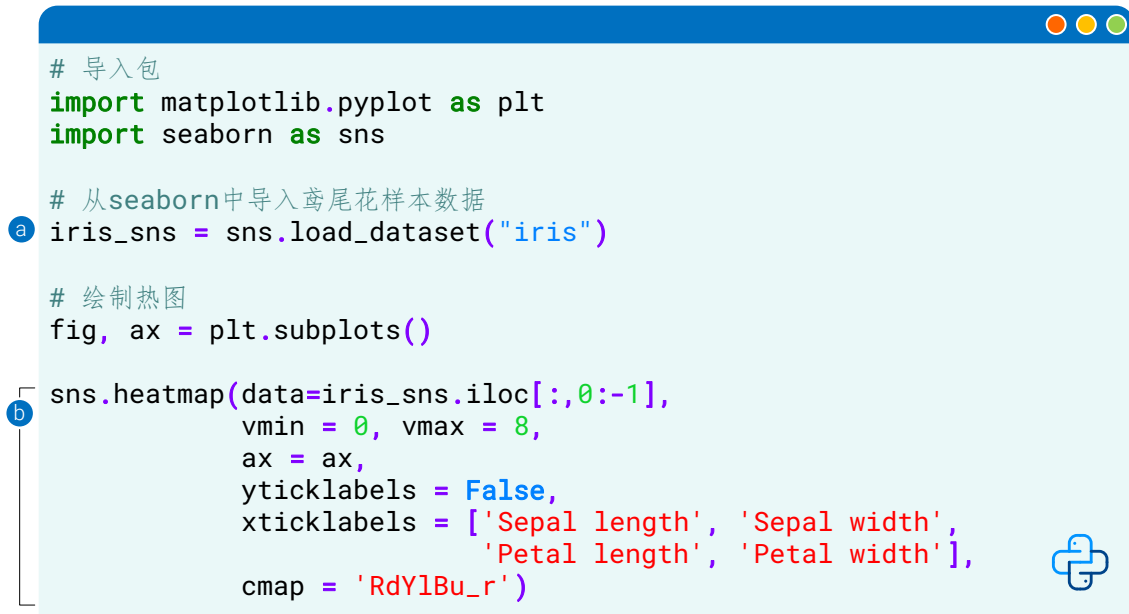 # 导入包
import matplotlib.pyplot as plt
import seaborn as sns
# 从seaborn中导入鸢尾花样本数据
a iris_sns = sns.load_dataset("iris")
# 绘制热图
fig, ax = plt.subplots()
b sns.heatmap(data=iris_sns.iloc[:,0:-1],
vmin = 0, vmax = 8,
ax = ax,
yticklabels = False,
xticklabels = ['Sepal length', 'Sepal width',
'Petal length', 'Petal width'],
cmap = 'RdYlBu_r')